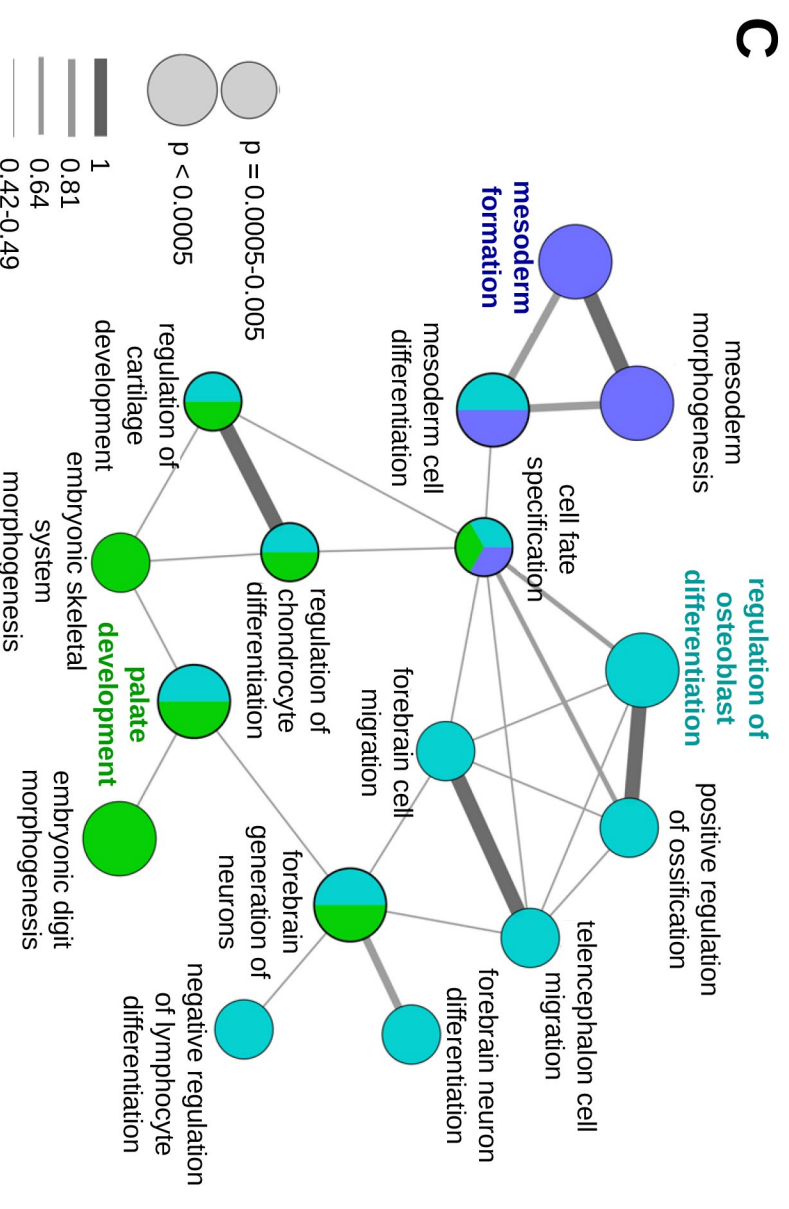 C
mesoderm
morphogenesis
mesoderm
formation
mesoderm cell
differentiation
cell fate
specification
regulation of
osteoblast
differentiation
positive regulation
of ossification
telencephalon cell
migration
forebrain cell
migration
forebrain neuron
differentiation
forebrain
generation of
neurons
negative regulation
of lymphocyte
differentiation
regulation of
chondrocyte
differentiation
regulation of
cartilage
development
embryonic skeletal
system
morphogenesis
palate
development
embryonic digit
morphogenesis
p = 0.0005-0.005
p < 0.0005
1
0.81
0.64
0.42-0.49